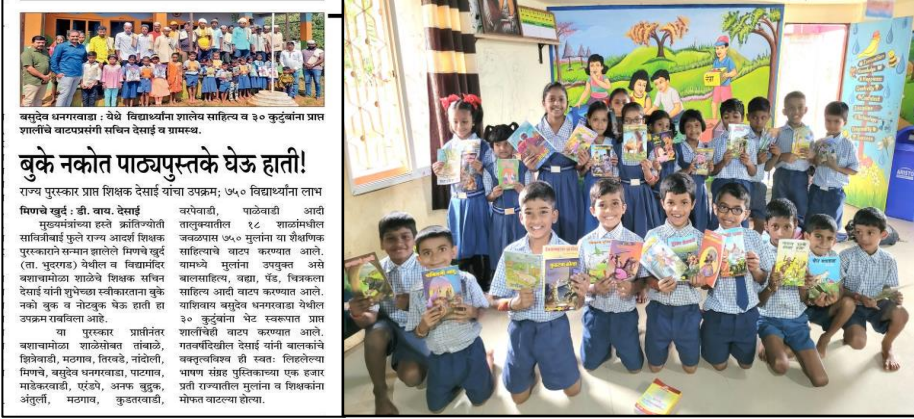 बसुदेव धनगरवाडा : येथे विद्यार्थ्यांना शालेय साहित्य व ३० कुटुंबांना प्राप्त
शालींचे वाटपप्रसंगी सचिन देसाई व ग्रामस्थ.
बुके नकोत पाठ्यपुस्तके घेऊ हाती!
राज्य पुरस्कार प्राप्त शिक्षक देसाई यांचा उपक्रम; ७५० विद्यार्थ्यांना लाभ
मिणचे खुर्द : डी. वाय. देसाई
मुख्यमंत्र्यांच्या हस्ते क्रांतिज्योती
सावित्रीबाई फुले राज्य आदर्श शिक्षक
पुरस्काराने सन्मान झालेले मिणचे खुर्द
(ता. भुदरगड) येथील व विद्यामंदिर
बशाचामोळा शाळेचे शिक्षक सचिन
देसाई यांनी शुभेच्छा स्वीकारताना बुके
नको बुक व नोटबुक घेऊ हाती हा
उपक्रम राबविला आहे.
या पुरस्कार प्राप्तीनंतर
बशाचामोळा शाळेसोबत तांबाळे,
झित्रेवाडी, मठगाव, तिरवडे, नांदोली,
मिणचे, बसुदेव धनगरवाडा, पाटगाव,
माडेकरवाडी, एरंडपे, अनफ बुद्रुक,
अंतुर्ली, मठगाव, कुडतरवाडी,
वरपेवाडी, पाळेवाडी आदी
तालुक्यातील १८ शाळांमधील
जवळपास ७५० मुलांना या शैक्षणिक
साहित्याचे वाटप करण्यात आले.
यामध्ये मुलांना उपयुक्त असे
बालसाहित्य, वह्या, पॅड, चित्रकला
साहित्य आदी वाटप करण्यात आले.
याशिवाय बसुदेव धनगरवाडा येथील
३० कुटुंबांना भेट स्वरूपात प्राप्त
शालींचेही वाटप करण्यात आले.
गतवर्षीदेखील देसाई यांनी बालकांचे
वक्तृत्वविश्व ही स्वतः लिहलेल्या
भाषण संग्रह पुस्तिकाच्या एक हजार
प्रती राज्यातील मुलांना व शिक्षकांना
मोफत वाटल्या होत्या.
ARISTO